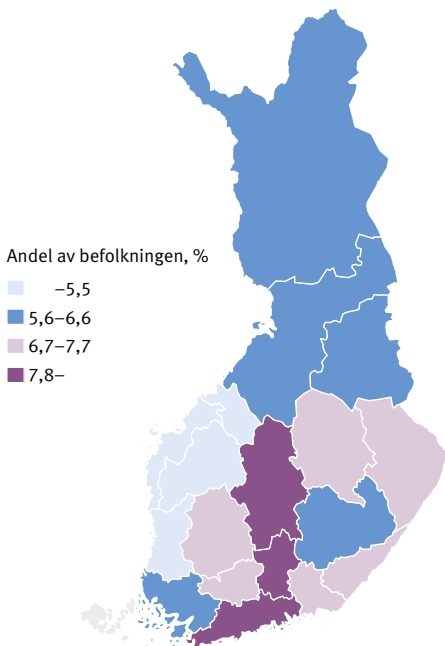 Andel av befolkningen, %
–5,5
5,6–6,6
6,7–7,7
7,8–